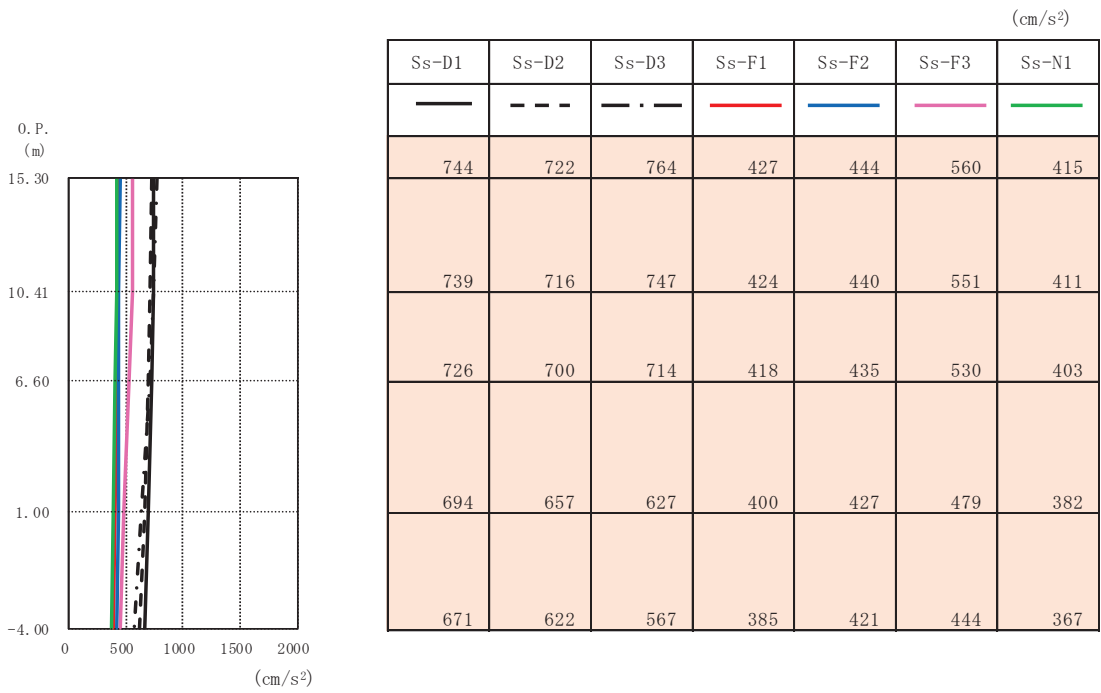 (cm/s²)
Ss-D1 Ss-D2 Ss-D3 Ss-F1 Ss-F2 Ss-F3 Ss-N1
O.P.
(m)
744 722 764 427 444 560 415
15.30
739 716 747 424 440 551 411
10.41
726 700 714 418 435 530 403
6.60
694 657 627 400 427 479 382
1.00
671 622 567 385 421 444 367
-4.00
0 500 1000 1500 2000
(cm/s²)